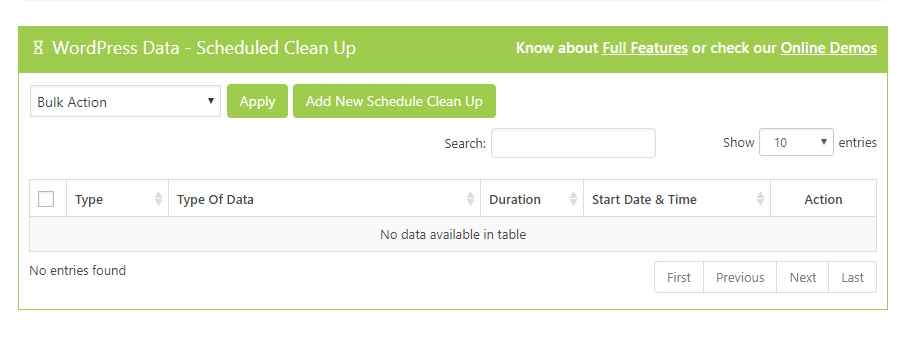 WordPress Data - Scheduled Clean Up Know about Full Features or check our Online Demos
Bulk Action Apply Add New Schedule Clean Up
Search: Show 10 entries
Type Type Of Data Duration Start Date & Time Action
No data available in table
No entries found First Previous Next Last